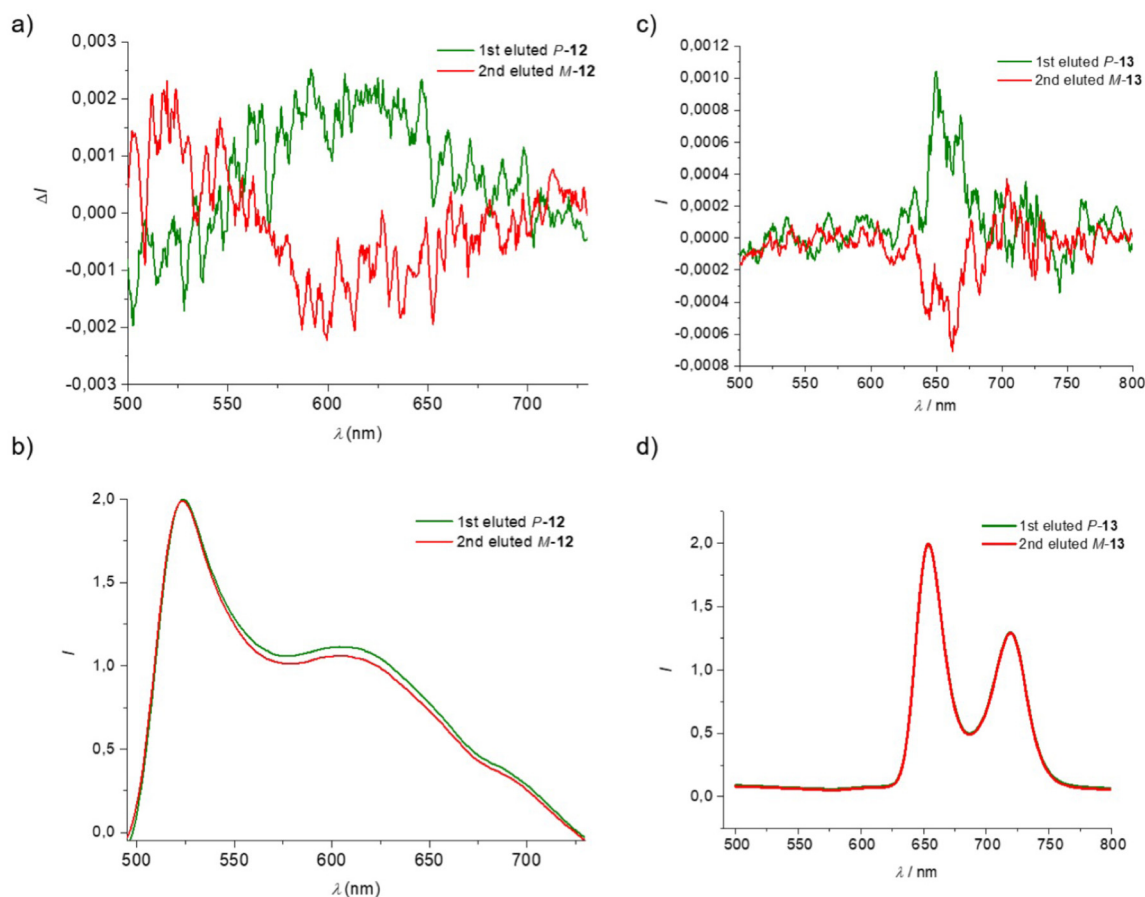 a)
0,003
0,002
0,001
0,000
-0,001
-0,002
-0,003
ΔI
1st eluted P-12
2nd eluted M-12
500 550 600 650 700
λ (nm)
c)
0,0012
0,0010
0,0008
0,0006
0,0004
0,0002
0,0000
-0,0002
-0,0004
-0,0006
-0,0008
I
1st eluted P-13
2nd eluted M-13
500 550 600 650 700 750 800
λ / nm
b)
2,0
1,5
1,0
0,5
0,0
I
1st eluted P-12
2nd eluted M-12
500 550 600 650 700
λ (nm)
d)
2,0
1,5
1,0
0,5
0,0
I
1st eluted P-13
2nd eluted M-13
500 550 600 650 700 750 800
λ / nm